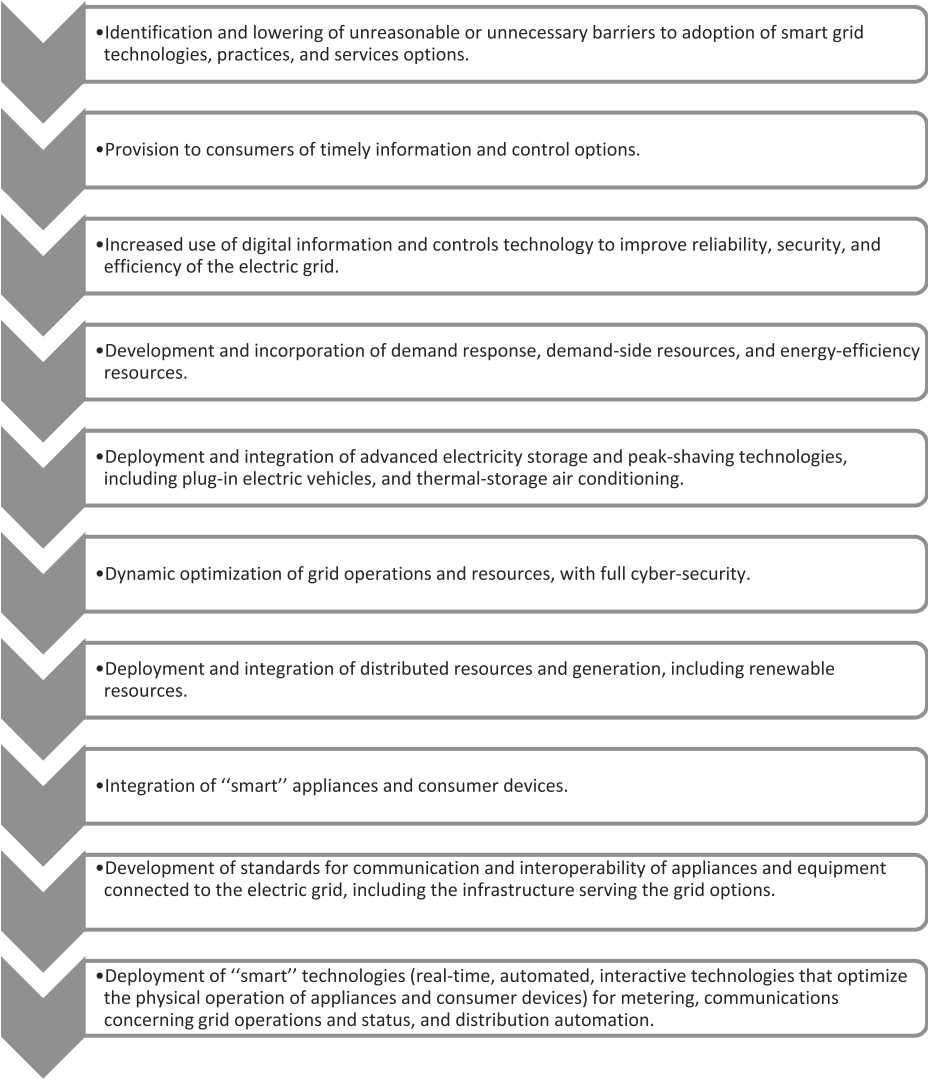 •Identification and lowering of unreasonable or unnecessary barriers to adoption of smart grid
technologies, practices, and services options.
•Provision to consumers of timely information and control options.
•Increased use of digital information and controls technology to improve reliability, security, and
efficiency of the electric grid.
•Development and incorporation of demand response, demand-side resources, and energy-efficiency
resources.
•Deployment and integration of advanced electricity storage and peak-shaving technologies,
including plug-in electric vehicles, and thermal-storage air conditioning.
•Dynamic optimization of grid operations and resources, with full cyber-security.
•Deployment and integration of distributed resources and generation, including renewable
resources.
•Integration of ‘‘smart’’ appliances and consumer devices.
•Development of standards for communication and interoperability of appliances and equipment
connected to the electric grid, including the infrastructure serving the grid options.
•Deployment of ‘‘smart’’ technologies (real-time, automated, interactive technologies that optimize
the physical operation of appliances and consumer devices) for metering, communications
concerning grid operations and status, and distribution automation.